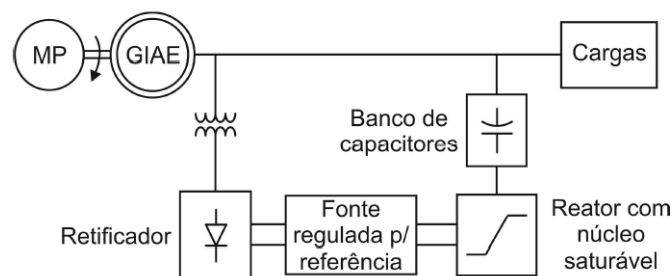 MP
GIAE
Cargas
Banco de
capacitores
Retificador
Fonte
regulada p/
referência
Reator com
núcleo
saturável